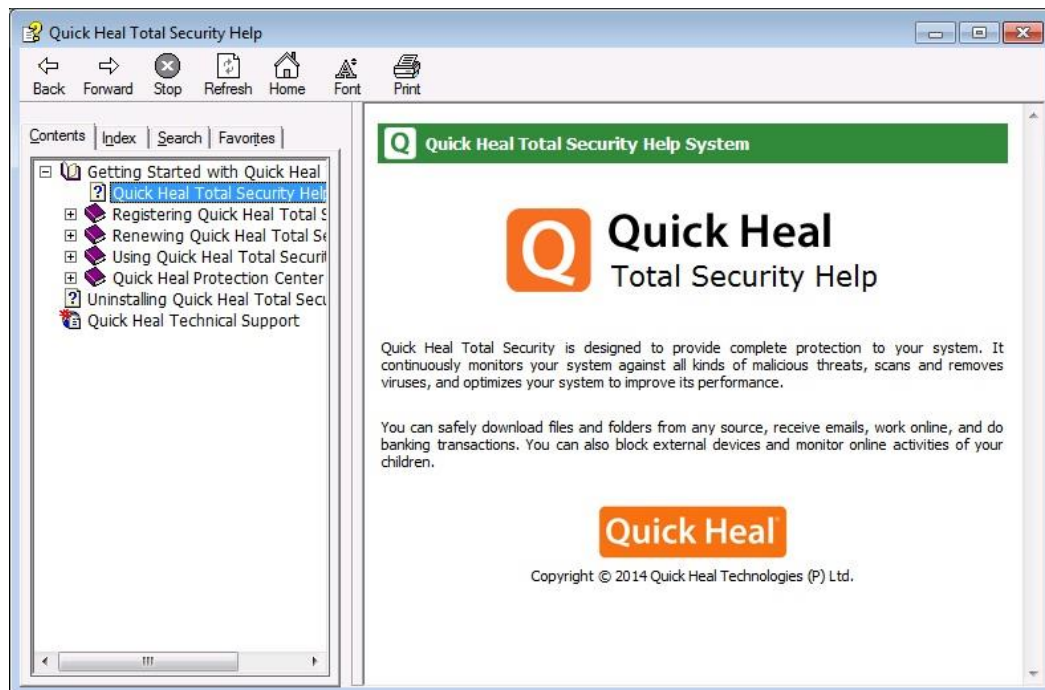 Quick Heal Total Security Help
Back Forward Stop Refresh Home Font Print
Contents Index Search Favorites
Getting Started with Quick Heal
Quick Heal Total Security
Registering Quick Heal Total
Renewing Quick Heal Total
Using Quick Heal Total
Quick Heal Protection Center
Uninstalling Quick Heal Total
Quick Heal Technical Support
Q Quick Heal Total Security Help System
Q Quick Heal
Total Security Help
Quick Heal Total Security is designed to provide complete protection to your system. It
continuously monitors your system against all kinds of malicious threats, scans and removes
viruses, and optimizes your system to improve its performance.
You can safely download files and folders from any source, receive emails, work online, and do
banking transactions. You can also block external devices and monitor online activities of your
children.
Quick Heal
Copyright © 2014 Quick Heal Technologies (P) Ltd.